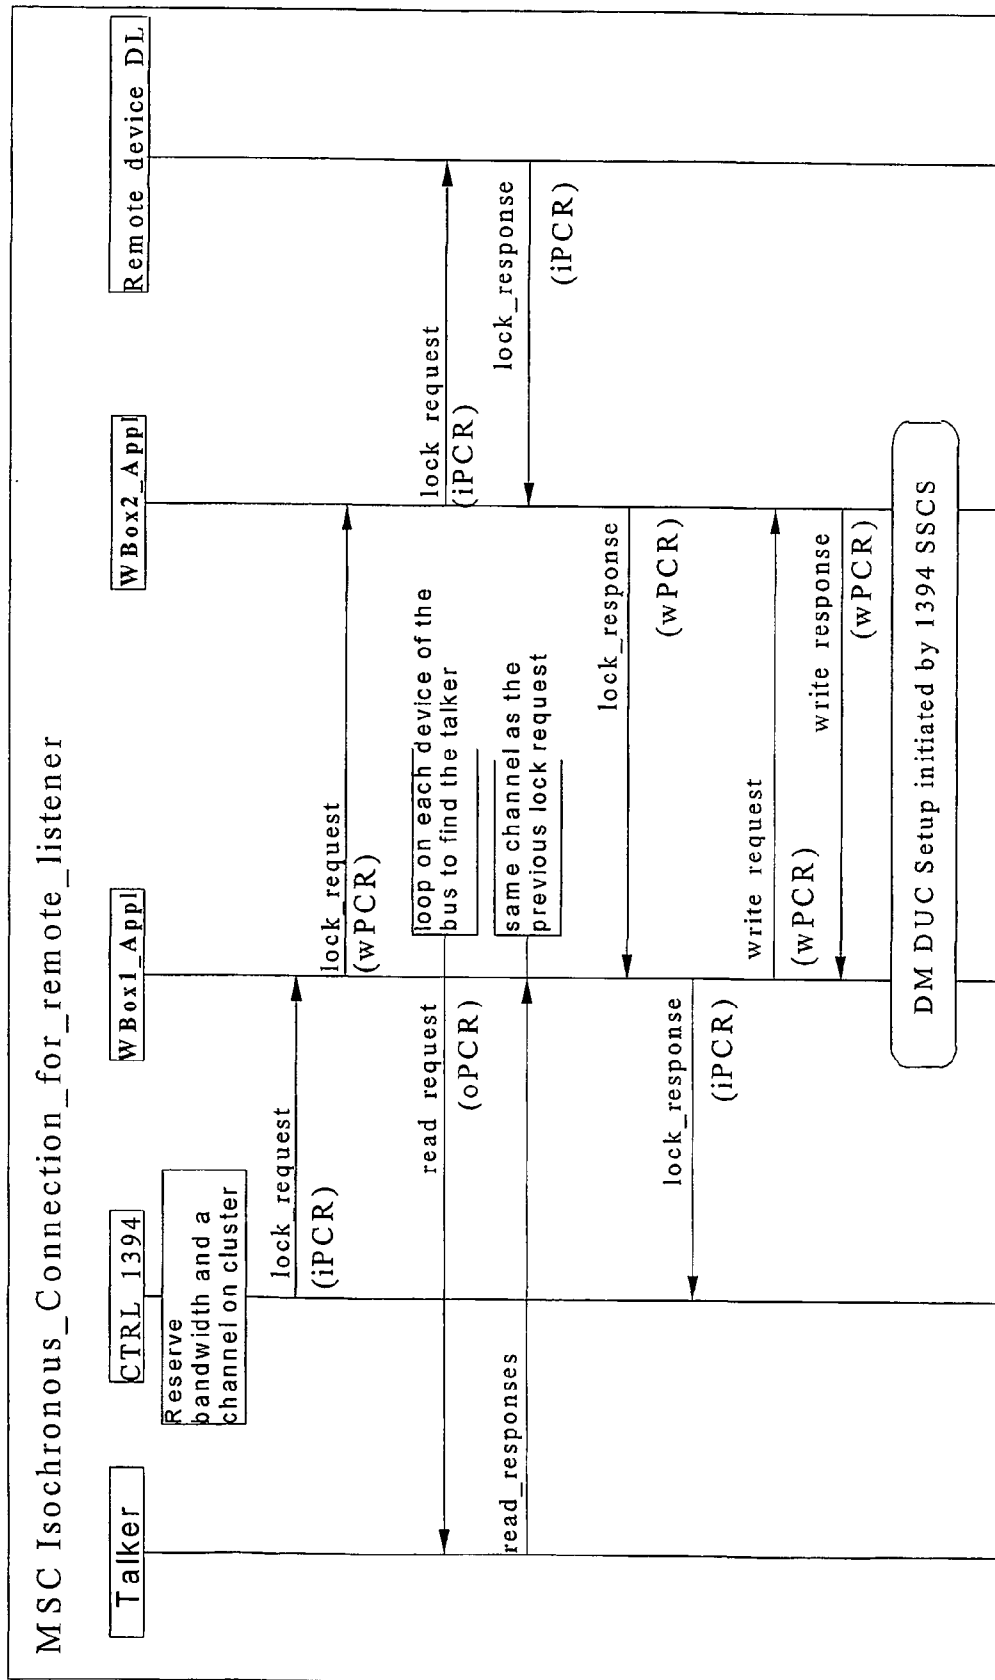 MSC Isochronous_Connection_for_remote_listener
Talker
CTRL 1394
WBox1_Appl
WBox2_Appl
Remote device DL
Reserve
bandwidth and a
channel on cluster
lock_request
(iPCR)
lock_request
(wPCR)
read request
(oPCR)
loop on each device of the
bus to find the talker
lock request
(iPCR)
read_responses
same channel as the
previous lock request
lock_response
(iPCR)
lock_response
(wPCR)
lock_response
(iPCR)
write request
(wPCR)
write response
(wPCR)
DM DUC Setup initiated by 1394 SSCS